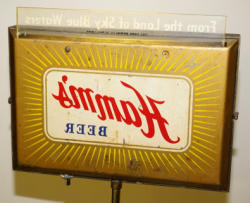 From the Land of Sky Blue Waters
Hamm's
BEER